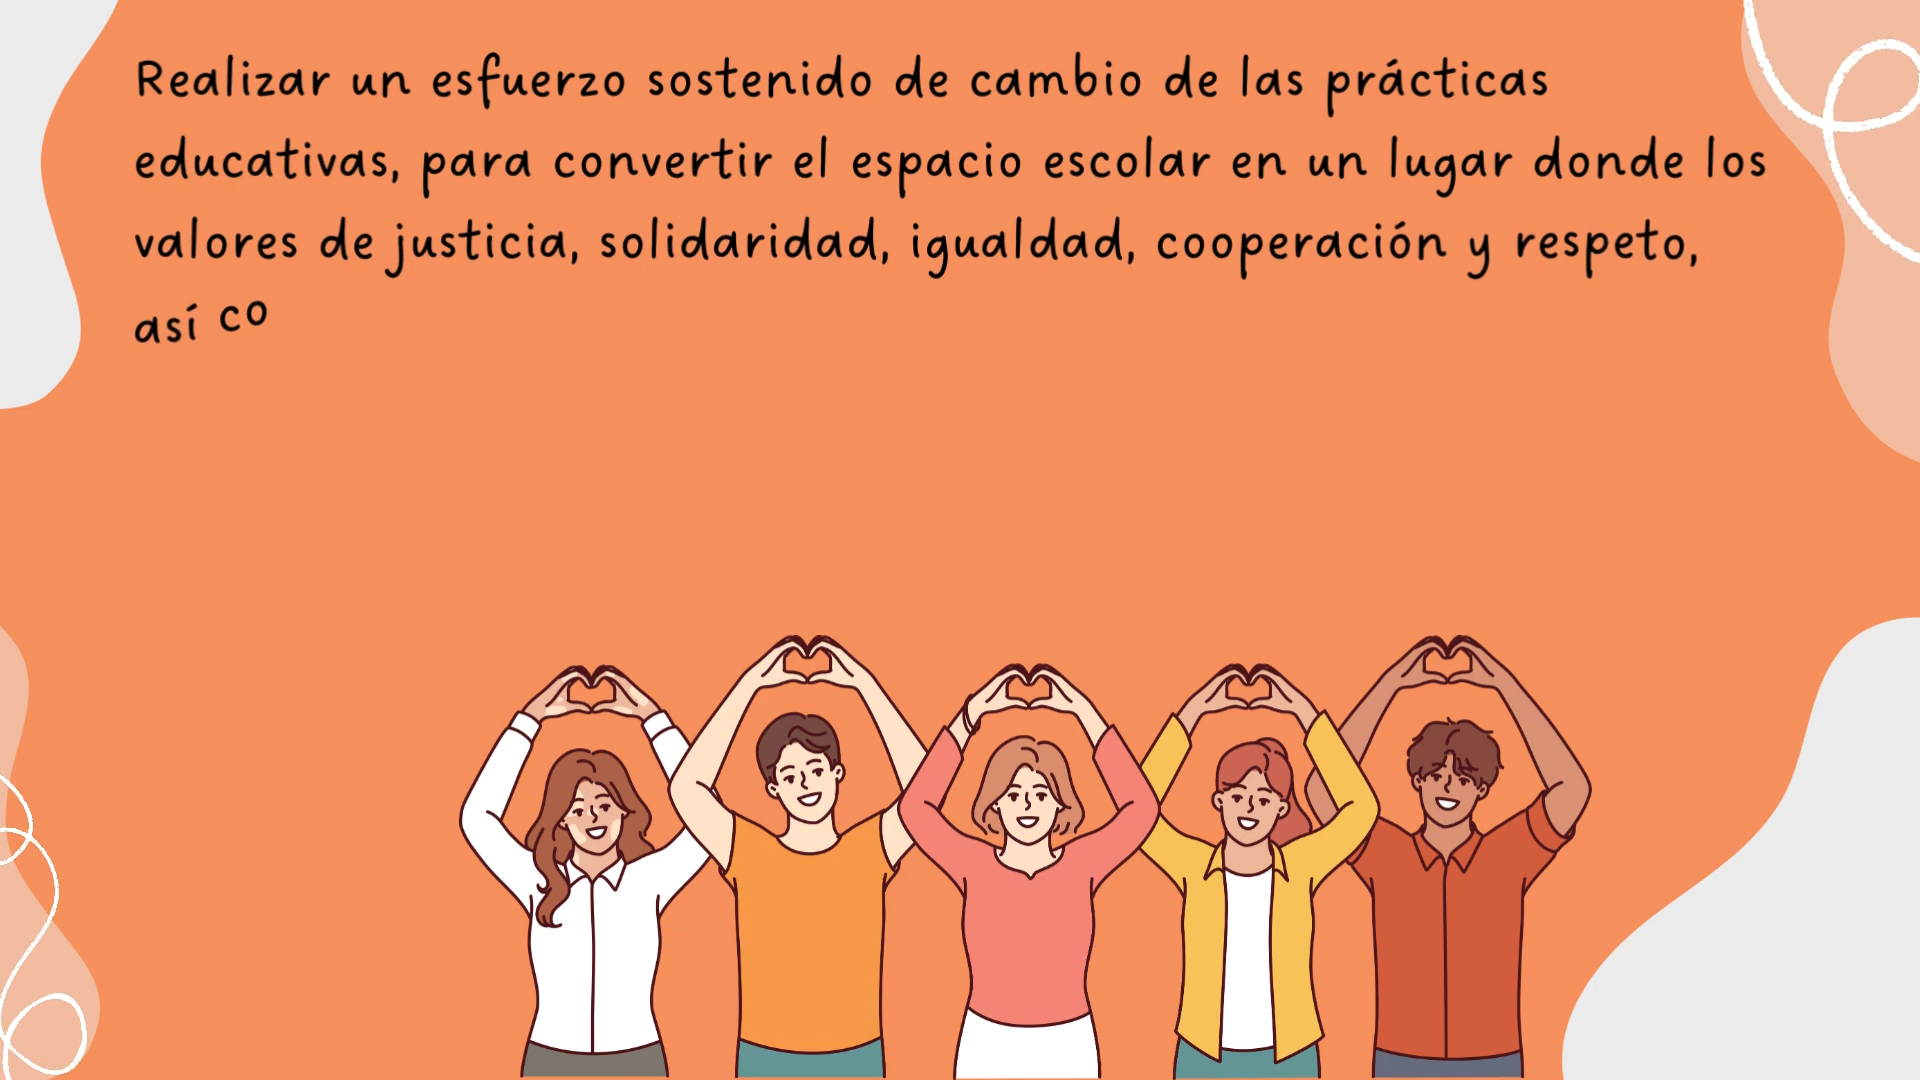 Realizar un esfuerzo sostenido de cambio de las prácticas
educativas, para convertir el espacio escolar en un lugar donde los
valores de justicia, solidaridad, igualdad, cooperación y respeto,
así co